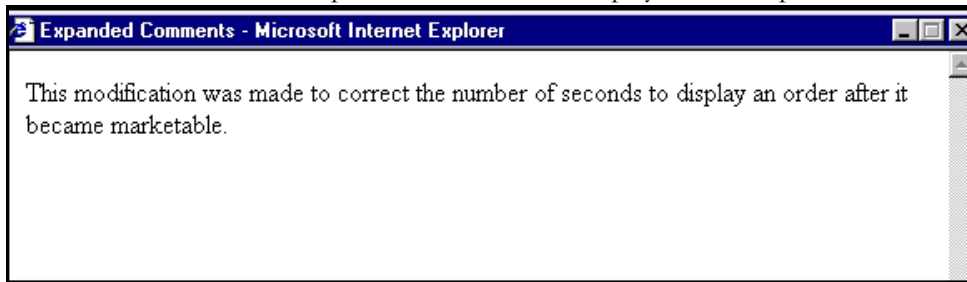 Expanded Comments - Microsoft Internet Explorer
This modification was made to correct the number of seconds to display an order after it
became marketable.